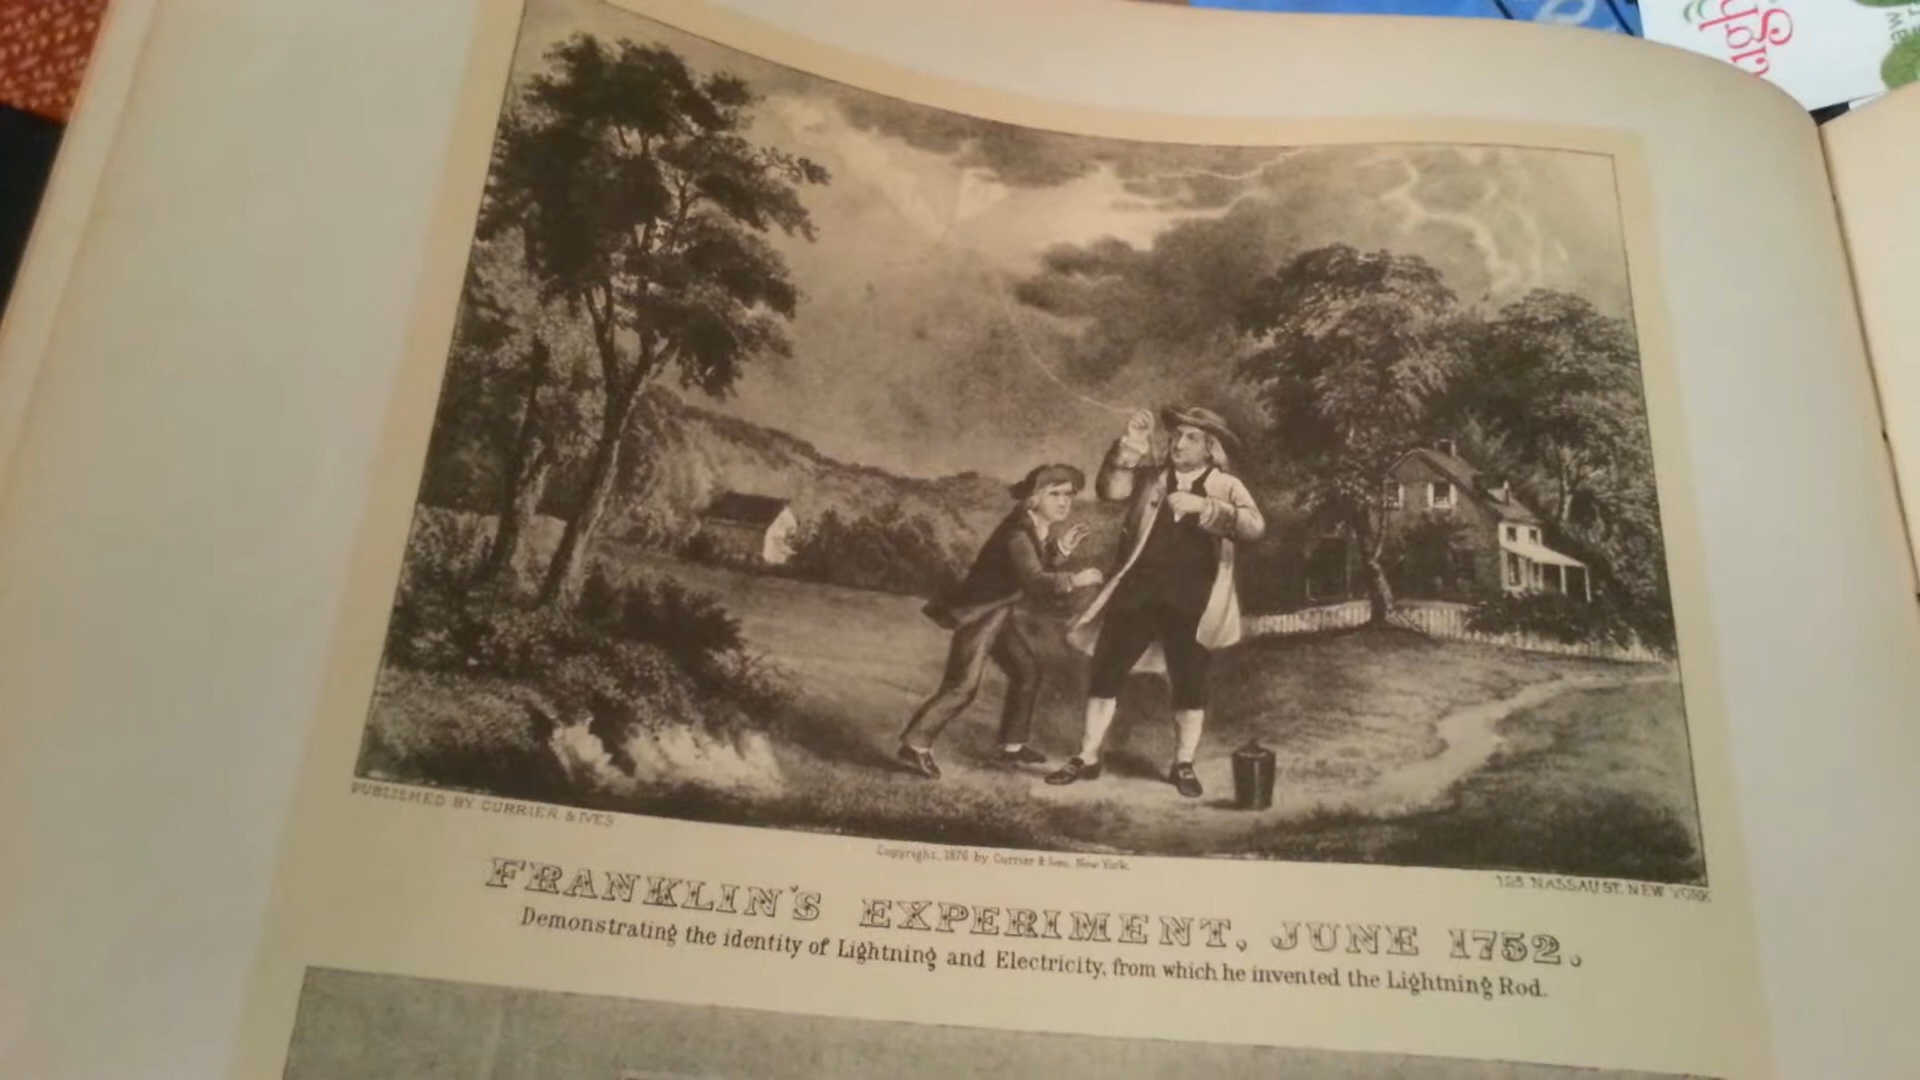 PUBLISHED BY CURRIER & IVES
Copyright, 1876 by Currier & Ives, New York.
125 NASSAU ST. NEW YORK
FRANKLIN'S EXPERIMENT, JUNE 1752.
Demonstrating the identity of Lightning and Electricity, from which he invented the Lightning Rod.